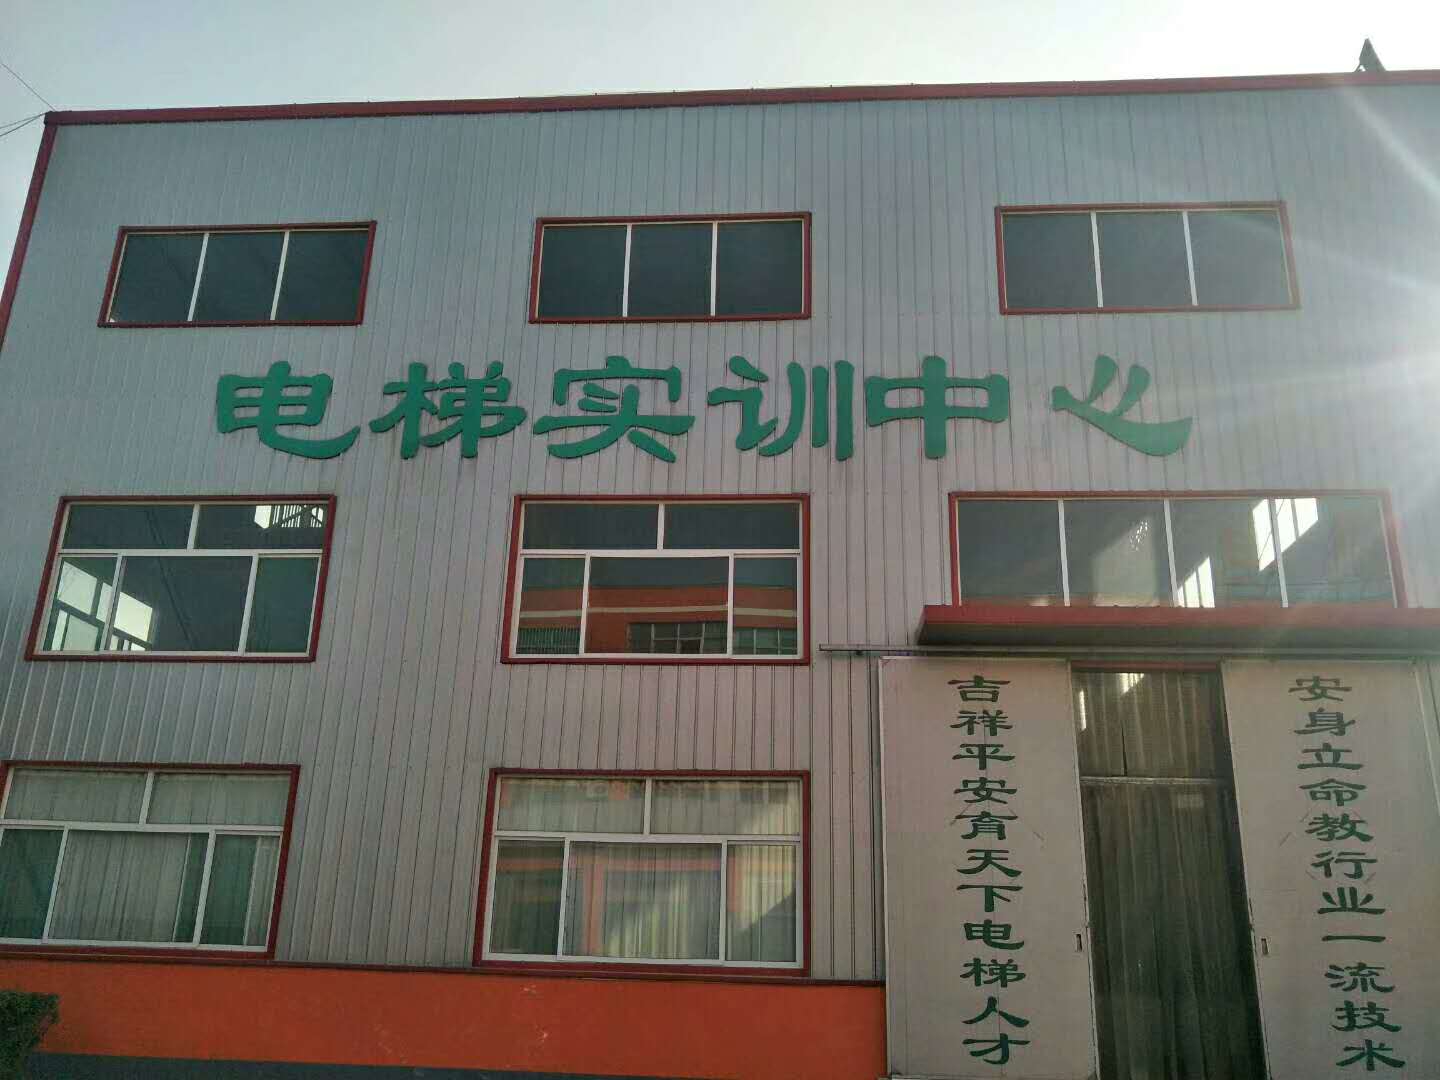 电梯实训中心
吉祥平安育天下电梯人才
安身立命教行业一流技术